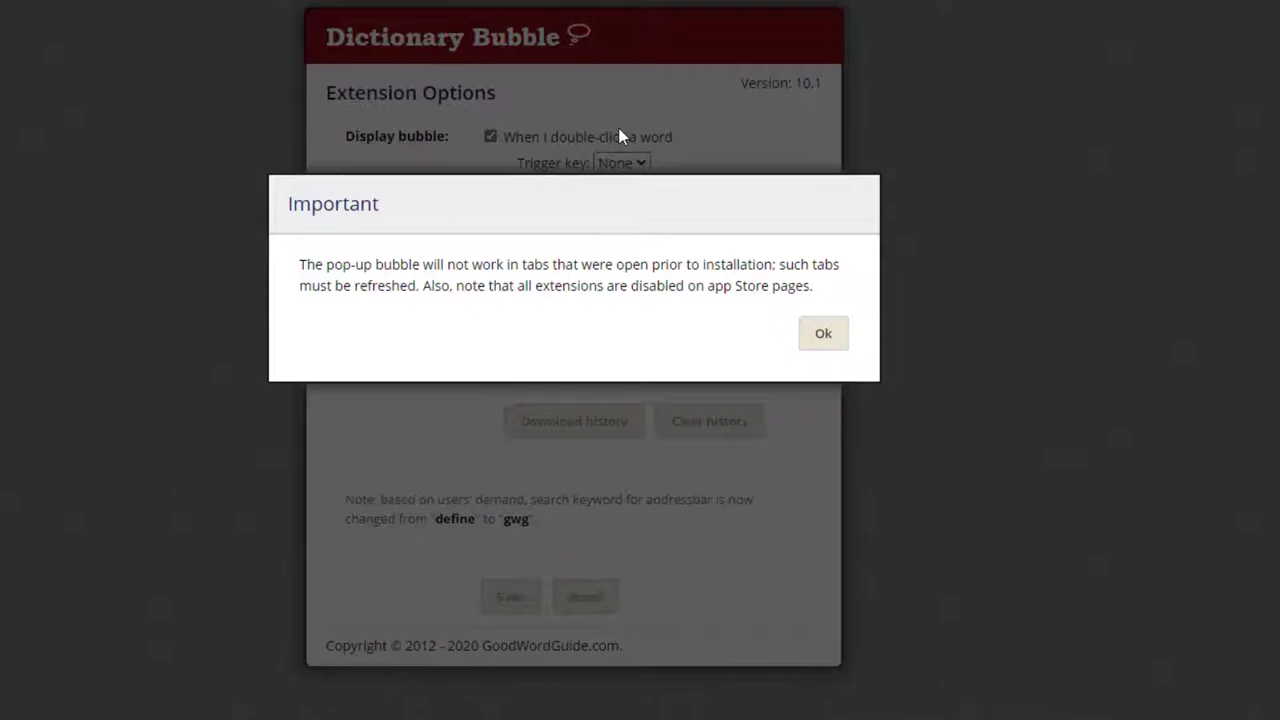 Dictionary Bubble
Extension Options
Version: 10.1
Display bubble: When I double-click a word
Trigger key: None
Important
The pop-up bubble will not work in tabs that were open prior to installation; such tabs
must be refreshed. Also, note that all extensions are disabled on app Store pages.
Ok
Download history Clear history
Note: based on users' demand, search keyword for addressbar is now
changed from "define" to "gwg".
Save Reset
Copyright © 2012 - 2020 GoodWordGuide.com.